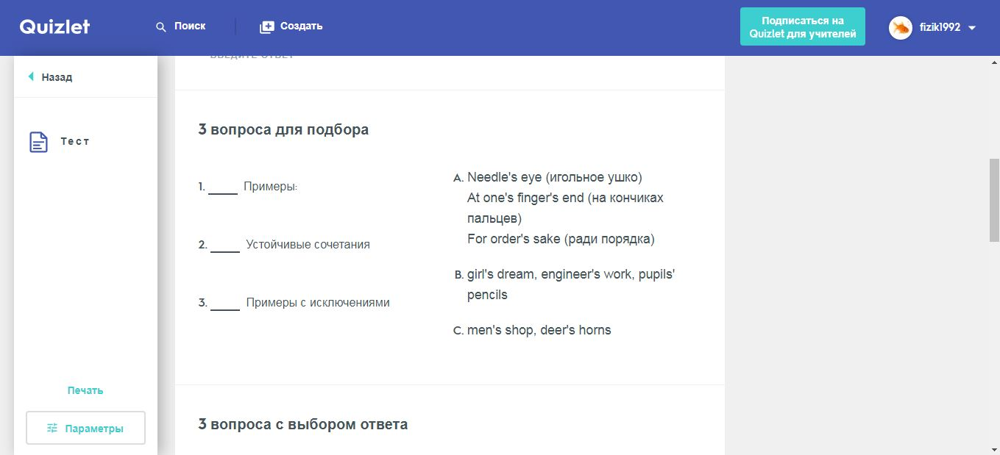 Quizlet
Поиск
Создать
Подписаться на
Quizlet для учителей
fizik1992
ВВЕДИТЕ ОТВЕТ
Назад
Тест
Печать
Параметры
3 вопроса для подбора
1. ____ Примеры:
2. ____ Устойчивые сочетания
3. ____ Примеры с исключениями
A. Needle's eye (игольное ушко)
At one's finger's end (на кончиках
пальцев)
For order's sake (ради порядка)
B. girl's dream, engineer's work, pupils'
pencils
C. men's shop, deer's horns
3 вопроса с выбором ответа